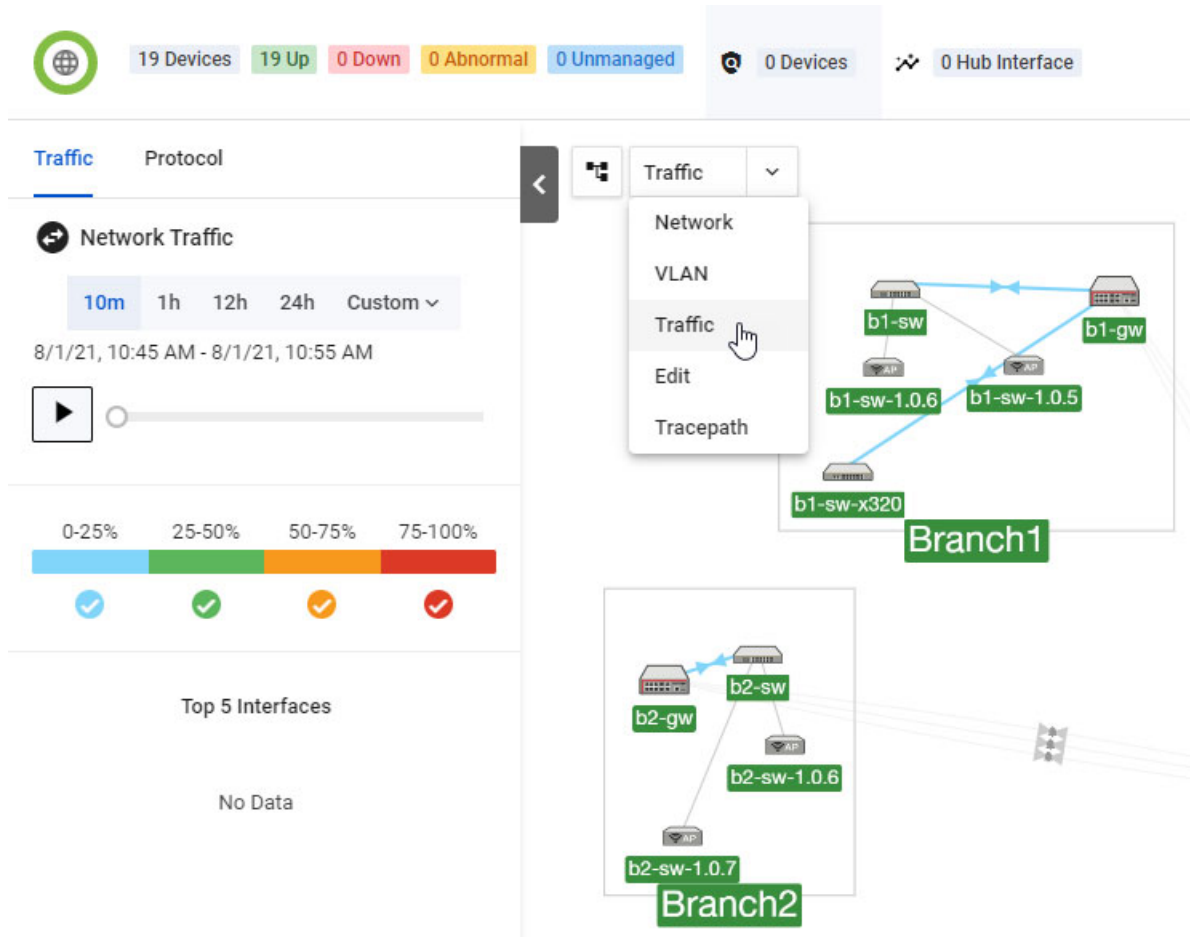 19 Devices 19 Up 0 Down 0 Abnormal 0 Unmanaged 0 Devices 0 Hub Interface
Traffic Protocol
Network Traffic
10m 1h 12h 24h Custom
8/1/21, 10:45 AM - 8/1/21, 10:55 AM
0-25% 25-50% 50-75% 75-100%
Top 5 Interfaces
No Data
Traffic
Network
VLAN
Traffic
Edit
Tracepath
b1-sw
b1-gw
AP
AP
b1-sw-1.0.6
b1-sw-1.0.5
b1-sw-x320
Branch1
b2-sw
b2-gw
AP
b2-sw-1.0.6
AP
b2-sw-1.0.7
Branch2